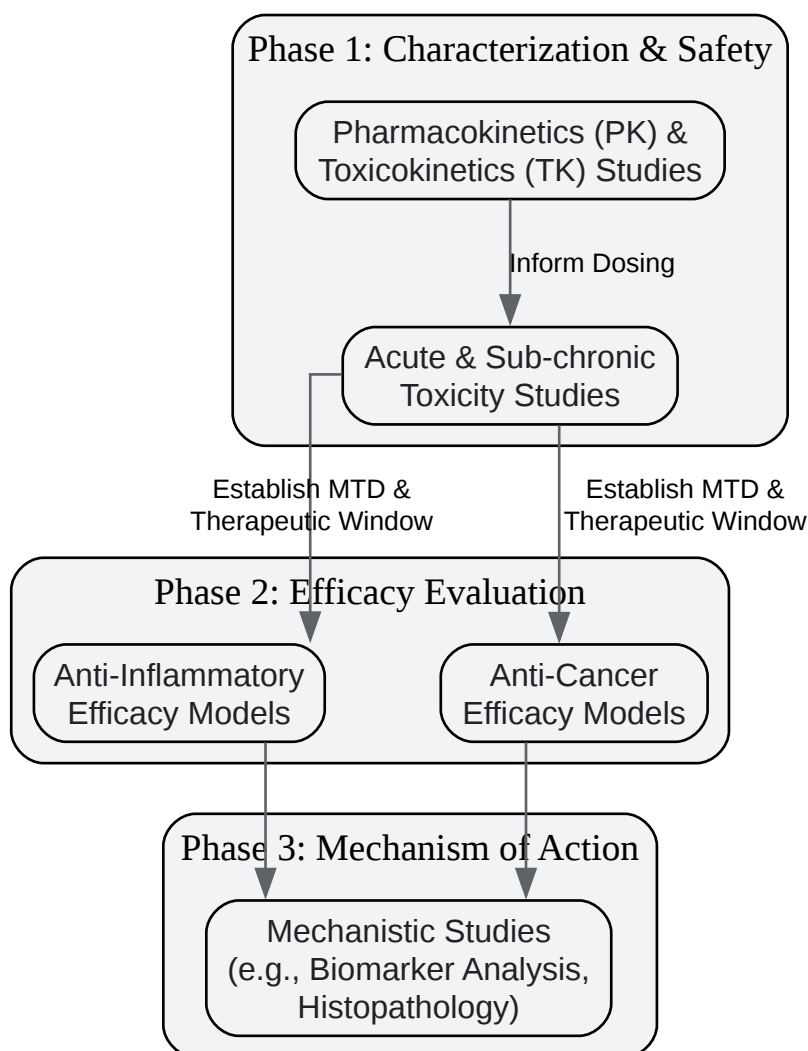 Phase 1: Characterization & Safety
Pharmacokinetics (PK) &
Toxicokinetics (TK) Studies
Inform Dosing
Acute & Sub-chronic
Toxicity Studies
Establish MTD &
Therapeutic Window
Establish MTD &
Therapeutic Window
Phase 2: Efficacy Evaluation
Anti-Inflammatory
Efficacy Models
Anti-Cancer
Efficacy Models
Phase 3: Mechanism of Action
Mechanistic Studies
(e.g., Biomarker Analysis,
Histopathology)